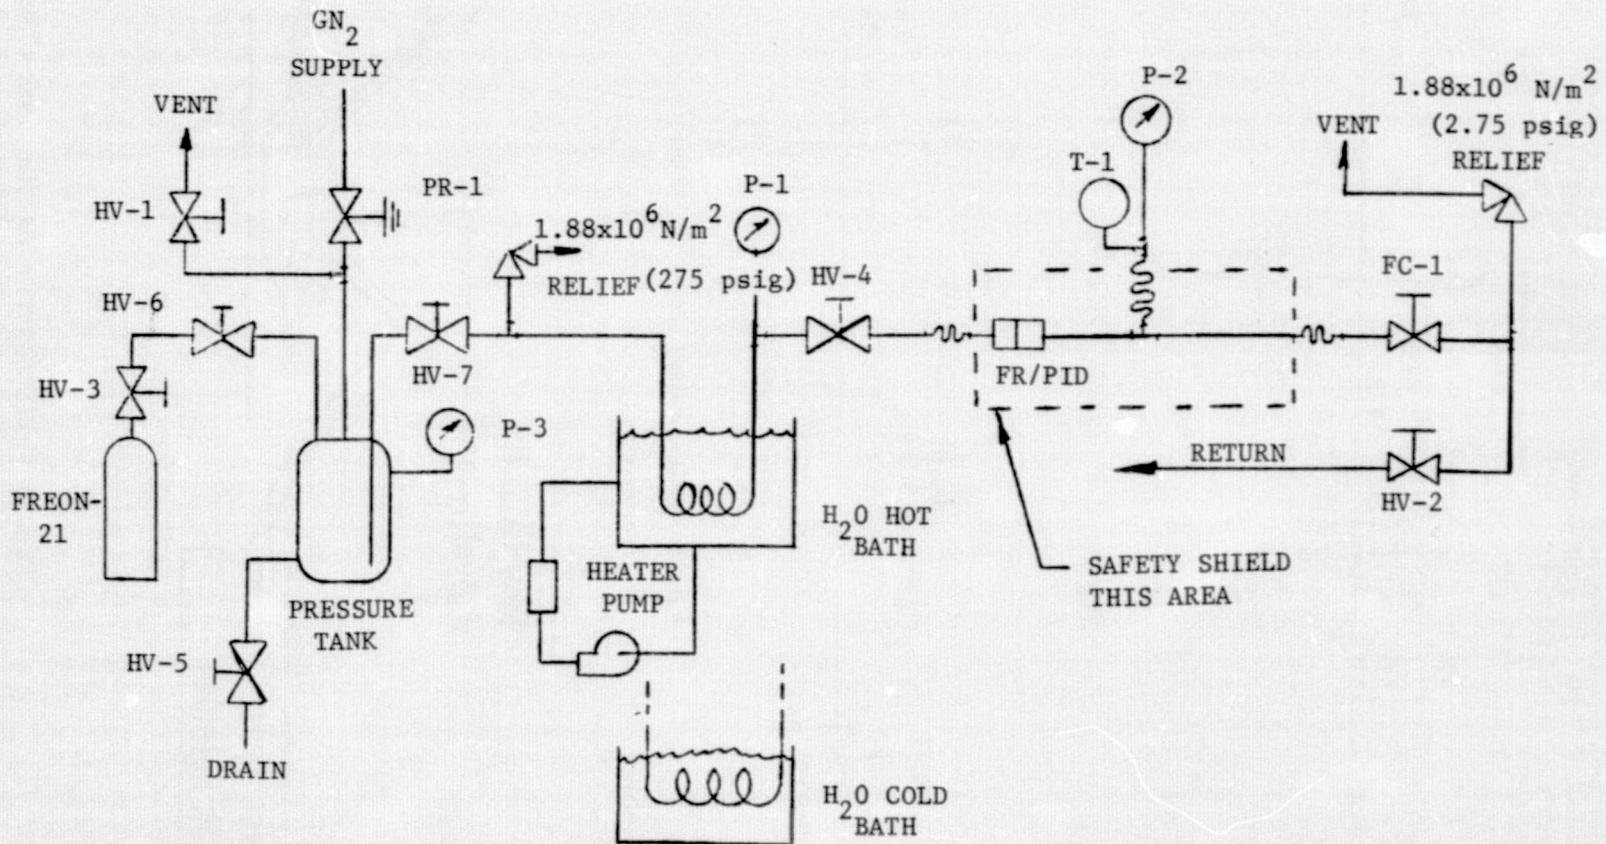 GN2
SUPPLY
VENT
HV-1
PR-1
1.88x10^6 N/m^2
RELIEF (275 psig)
P-1
HV-4
T-1
P-2
VENT
1.88x10^6 N/m^2
(2.75 psig)
RELIEF
FC-1
HV-6
HV-3
HV-7
P-3
FR/PID
RETURN
HV-2
FREON-
21
PRESSURE
TANK
HEATER
PUMP
H2O HOT
BATH
SAFETY SHIELD
THIS AREA
HV-5
DRAIN
H2O COLD
BATH